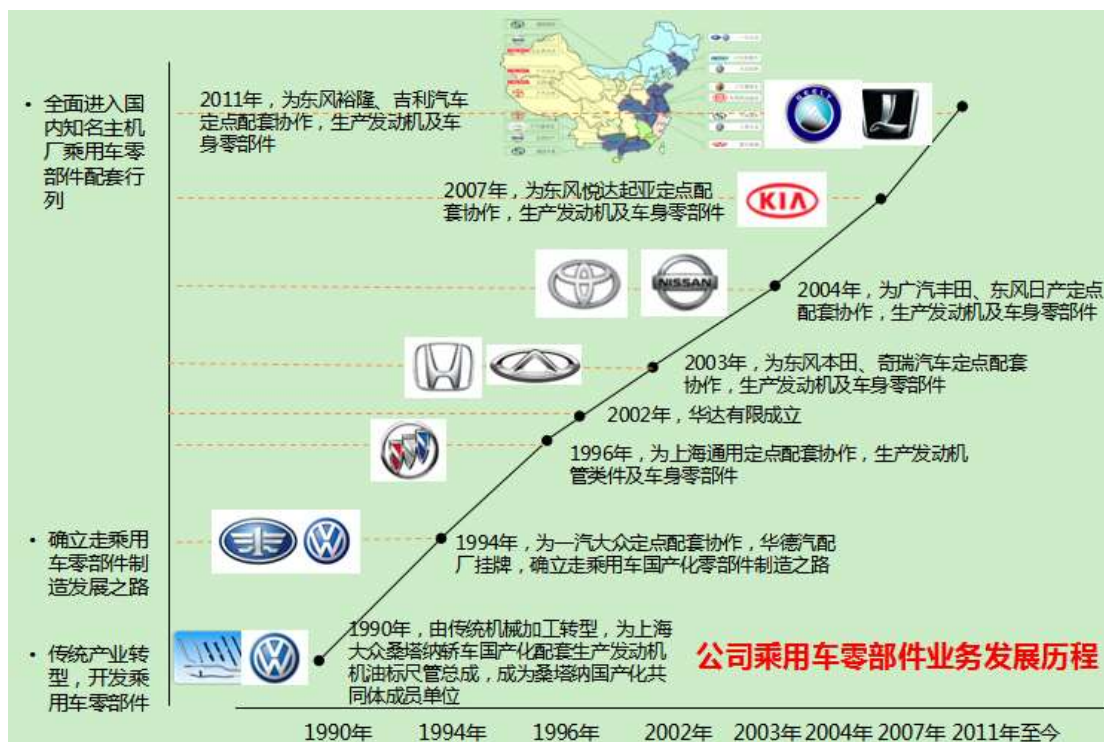 • 全面进入国
内知名主机
厂乘用车零
部件配套行
列
2011年，为东风裕隆、吉利汽车
定点配套协作，生产发动机及车
身零部件
GEELY
2007年，为东风悦达起亚定点配
套协作，生产发动机及车身零部件
KIA
NISSAN
2004年，为广汽丰田、东风日产定点
配套协作，生产发动机及车身零部件
2003年，为东风本田、奇瑞汽车定点配套
协作，生产发动机及车身零部件
2002年，华达有限成立
1996年，为上海通用定点配套协作，生产发动机
管类件及车身零部件
• 确立走乘用
车零部件制
造发展之路
1994年，为一汽大众定点配套协作，华德汽配
厂挂牌，确立走乘用车国产化零部件制造之路
• 传统产业转
型，开发乘
用车零部件
1990年，由传统机械加工转型，为上海
大众桑塔纳轿车国产化配套生产发动机
机油标尺管总成，成为桑塔纳国产化共
同体成员单位
公司乘用车零部件业务发展历程
1990年 1994年 1996年 2002年 2003年 2004年 2007年 2011年至今